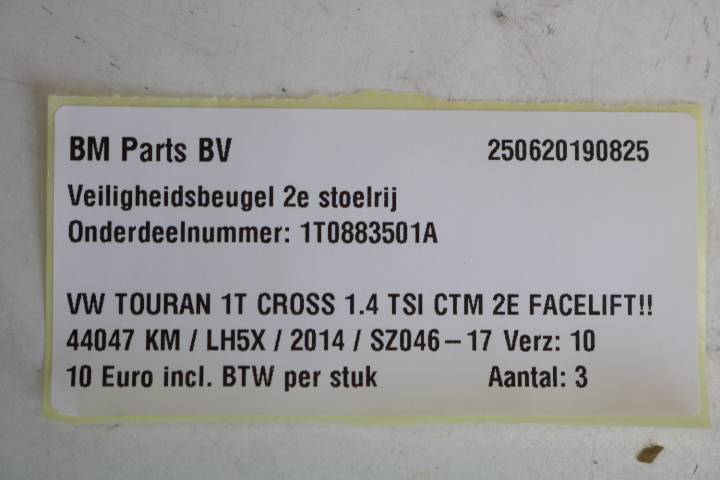 BM Parts BV 250620190825
Veiligheidsbeugel 2e stoelrij
Onderdeelnummer: 1T0883501A
VW TOURAN 1T CROSS 1.4 TSI CTM 2E FACELIFT!!
44047 KM / LH5X / 2014 / SZ046-17 Verz: 10
10 Euro incl. BTW per stuk Aantal: 3